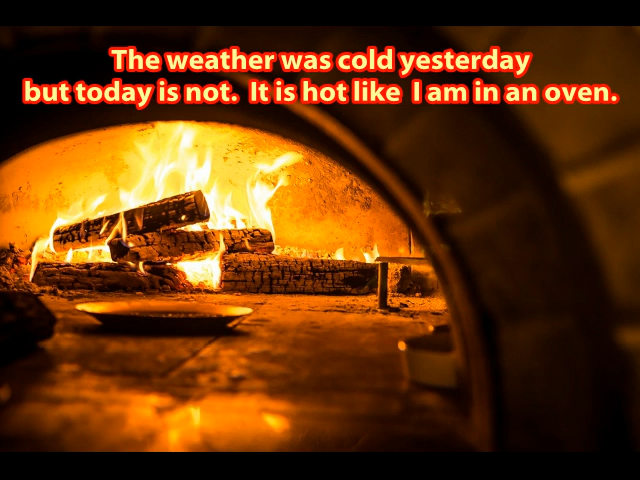 The weather was cold yesterday
but today is not.  It is hot like  I am in an oven.